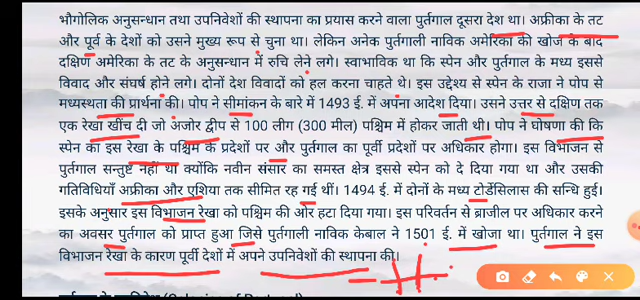 भौगोलिक अनुसन्धान तथा उपनिवेशों की स्थापना का प्रयास करने वाला पुर्तगाल दूसरा देश था। अफ्रीका के तट
और पूर्व के देशों को उसने मुख्य रूप से चुना था। लेकिन अनेक पुर्तगाली नाविक अमेरिका की खोज के बाद
दक्षिण अमेरिका के तट के अनुसन्धान में रुचि लेने लगे। स्वाभाविक था कि स्पेन और पुर्तगाल के मध्य इससे
विवाद और संघर्ष होने लगे। दोनों देश विवादों को हल करना चाहते थे। इस उद्देश्य से स्पेन के राजा ने पोप से
मध्यस्थता की प्रार्थना की। पोप ने सीमांकन के बारे में 1493 ई. में अपना आदेश दिया। उसने उत्तर से दक्षिण तक
एक रेखा खींच दी जो अजोर द्वीप से 100 लीग (300 मील) पश्चिम में होकर जाती थी। पोप ने घोषणा की कि
स्पेन का इस रेखा के पश्चिम के प्रदेशों पर और पुर्तगाल का पूर्वी प्रदेशों पर अधिकार होगा। इस विभाजन से
पुर्तगाल सन्तुष्ट नहीं था क्योंकि नवीन संसार का समस्त क्षेत्र इससे स्पेन को दे दिया गया था और उसकी
गतिविधियाँ अफ्रीका और एशिया तक सीमित रह गई थीं। 1494 ई. में दोनों के मध्य टोर्डेसिलास की सन्धि हुई।
इसके अनुसार इस विभाजन रेखा को पश्चिम की ओर हटा दिया गया। इस परिवर्तन से ब्राजील पर अधिकार करने
का अवसर पुर्तगाल को प्राप्त हुआ जिसे पुर्तगाली नाविक केबाल ने 1501 ई. में खोजा था। पुर्तगाल ने इस
विभाजन रेखा के कारण पूर्वी देशों में अपने उपनिवेशों की स्थापना की।